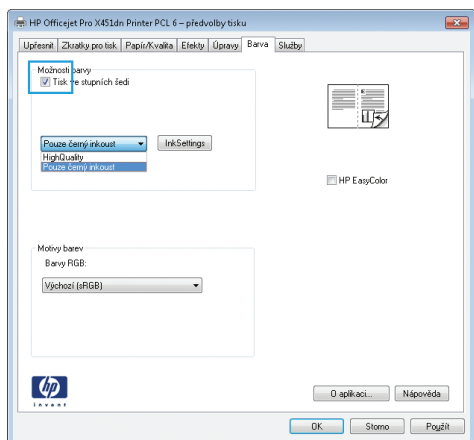 HP Officejet Pro X451dn Printer PCL 6 – předvolby tisku
Upřesnit Zkratky pro tisk Papír/Kvalita Efekty Úpravy Barva Služby
Možnosti barvy
Tisk ve stupních šedi
Pouze černý inkoust InkSettings
HighQuality
Pouze černý inkoust
HP EasyColor
Motivy barev
Barvy RGB:
Výchozí (sRGB)
hp
invent
O aplikaci... Nápověda
OK Storno Použít